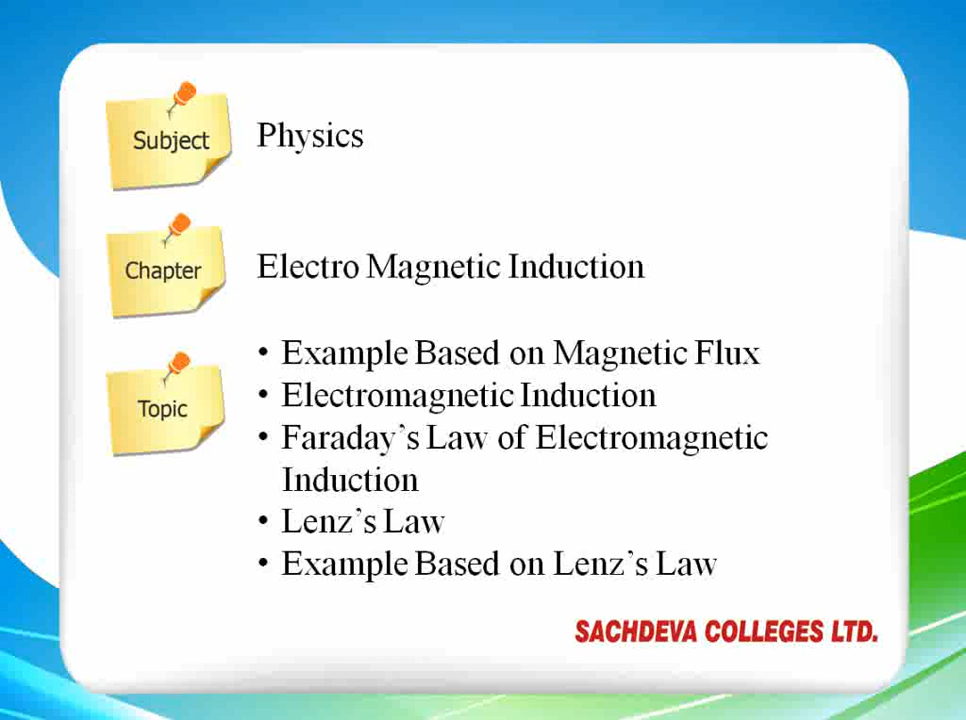 Subject
Physics
Chapter
Electro Magnetic Induction
Topic
• Example Based on Magnetic Flux
• Electromagnetic Induction
• Faraday's Law of Electromagnetic
Induction
• Lenz's Law
• Example Based on Lenz's Law
SACHDEVA COLLEGES LTD.